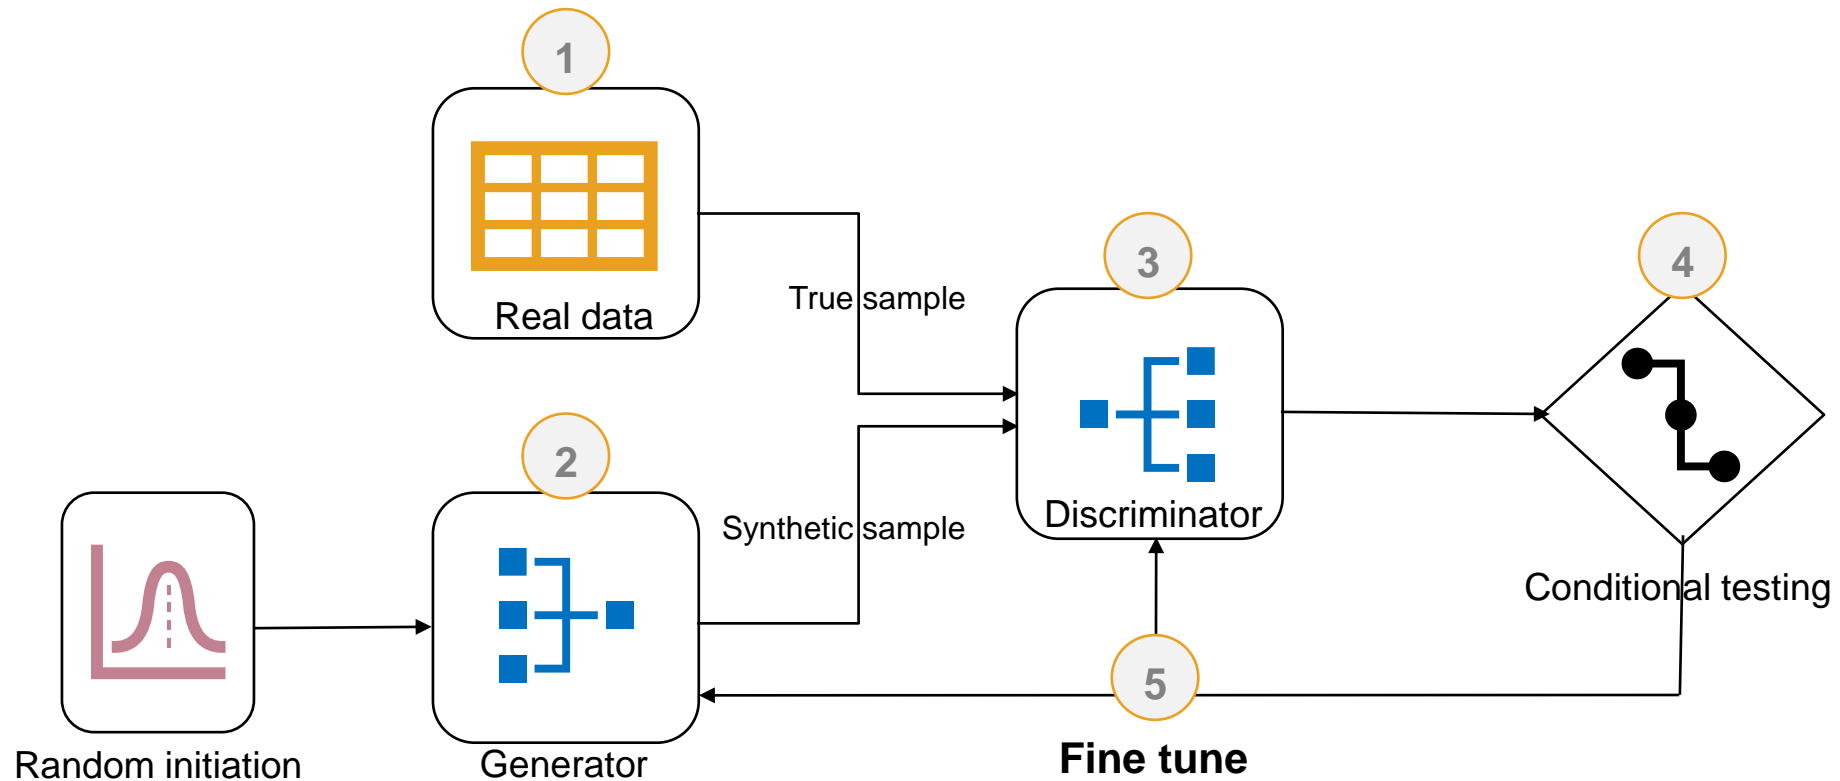 1
Real data
True sample
2
Synthetic sample
Random initiation
Generator
3
Discriminator
4
Conditional testing
5
Fine tune